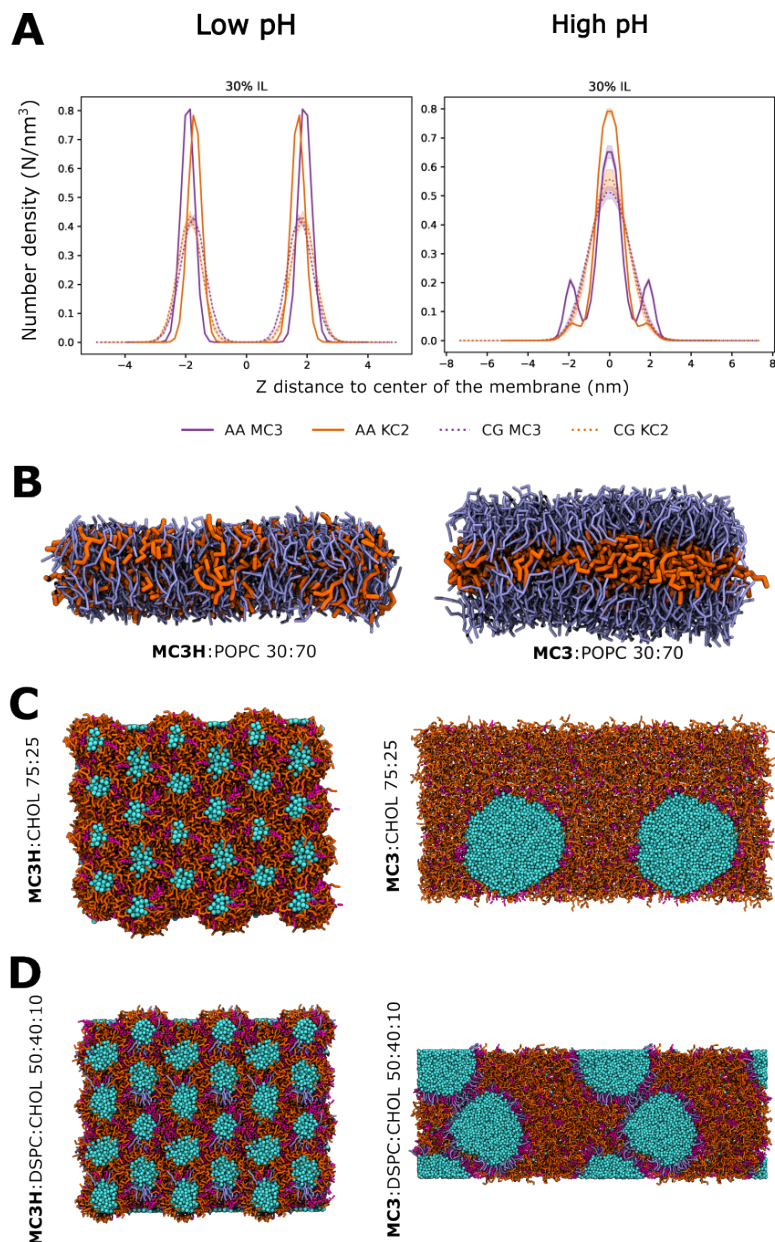 A
Low pH
High pH
30% IL
30% IL
Number density (N/nm³)
0.8
0.7
0.6
0.5
0.4
0.3
0.2
0.1
0.0
−4
−2
0
2
4
0.8
0.7
0.6
0.5
0.4
0.3
0.2
0.1
0.0
−8
−6
−4
−2
0
2
4
6
8
Z distance to center of the membrane (nm)
AA MC3
AA KC2
CG MC3
CG KC2
B
MC3H:POPC 30:70
MC3:POPC 30:70
C
MC3H:CHOL 75:25
MC3:CHOL 75:25
D
MC3H:DSPC:CHOL 50:40:10
MC3:DSPC:CHOL 50:40:10